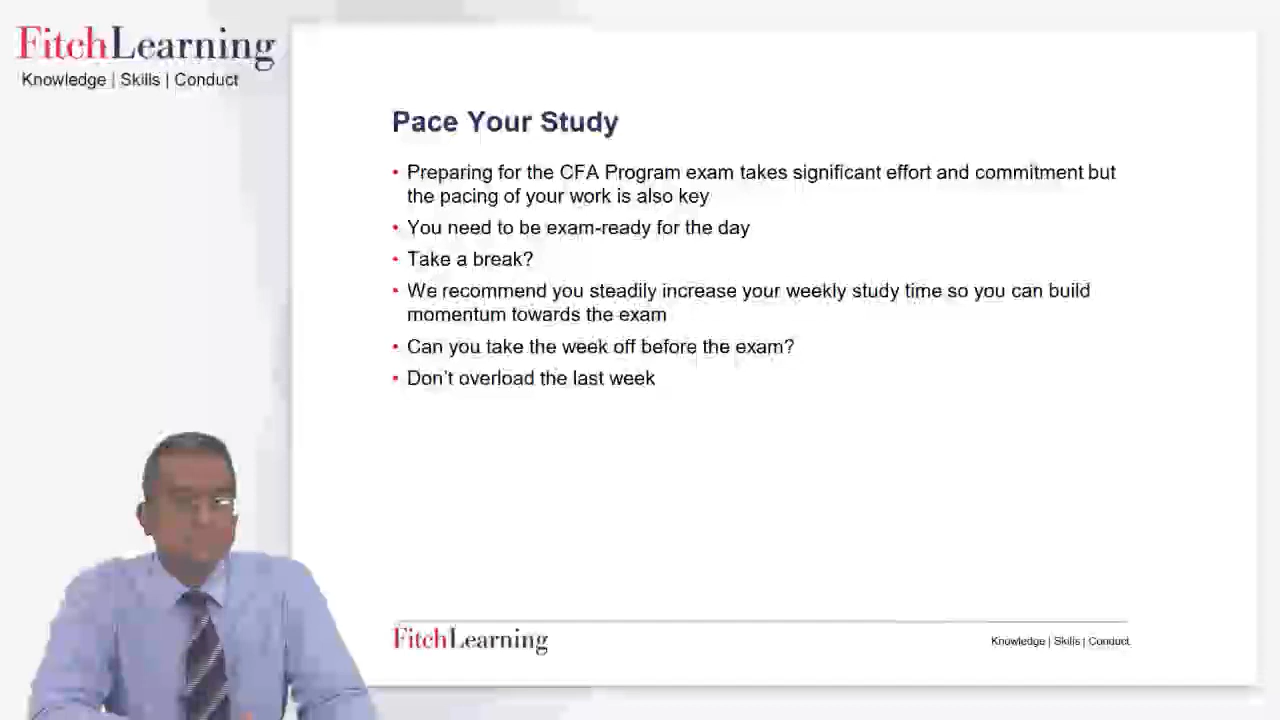 FitchLearning
Knowledge | Skills | Conduct
Pace Your Study
• Preparing for the CFA Program exam takes significant effort and commitment but
the pacing of your work is also key
• You need to be exam-ready for the day
• Take a break?
• We recommend you steadily increase your weekly study time so you can build
momentum towards the exam
• Can you take the week off before the exam?
• Don't overload the last week
FitchLearning
Knowledge | Skills | Conduct